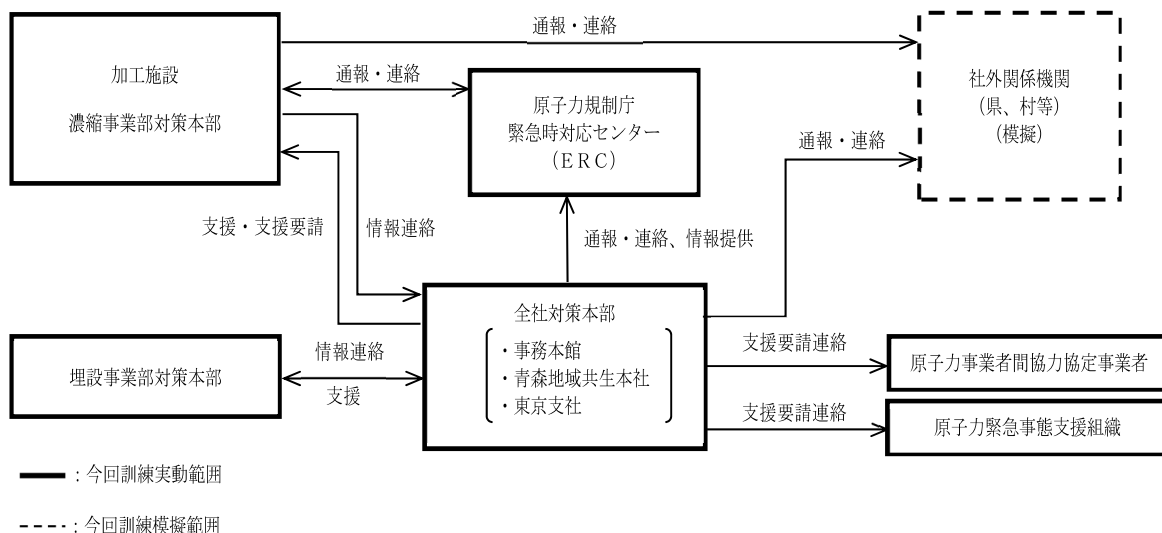 通報・連絡
加工施設
濃縮事業部対策本部
通報・連絡
原子力規制庁
緊急時対応センター
(ERC)
社外関係機関
(県、村等)
(模擬)
通報・連絡
支援・支援要請
情報連絡
通報・連絡、情報提供
全社対策本部
・事務本館
・青森地域共生本社
・東京支社
埋設事業部対策本部
情報連絡
支援
支援要請連絡
原子力事業者間協力協定事業者
支援要請連絡
原子力緊急事態支援組織
:今回訓練実動範囲
:今回訓練模擬範囲